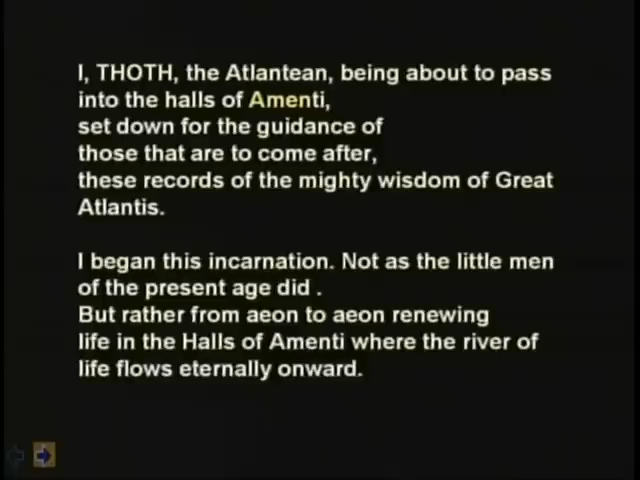 I, THOTH, the Atlantean, being about to pass
into the halls of Amenti,
set down for the guidance of
those that are to come after,
these records of the mighty wisdom of Great
Atlantis.
I began this incarnation. Not as the little men
of the present age did .
But rather from aeon to aeon renewing
life in the Halls of Amenti where the river of
life flows eternally onward.